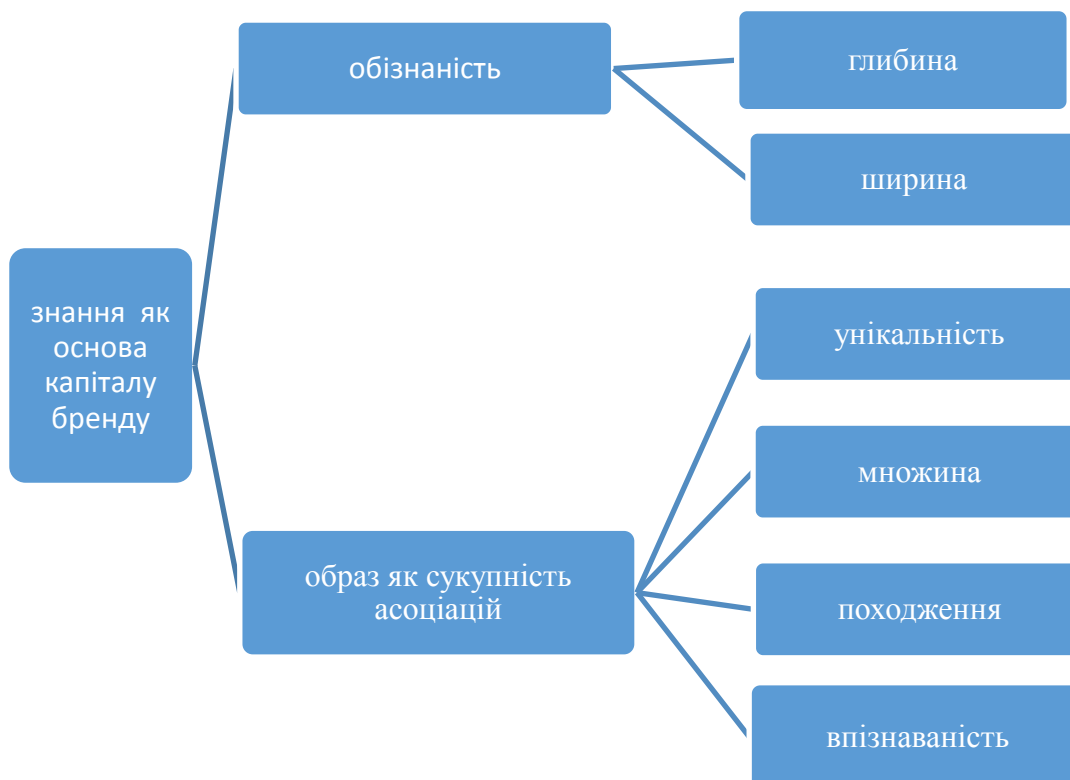 обізнаність
глибина
ширина
знання як
основа
капіталу
бренду
унікальність
множина
образ як сукупність
асоціацій
походження
впізнаваність